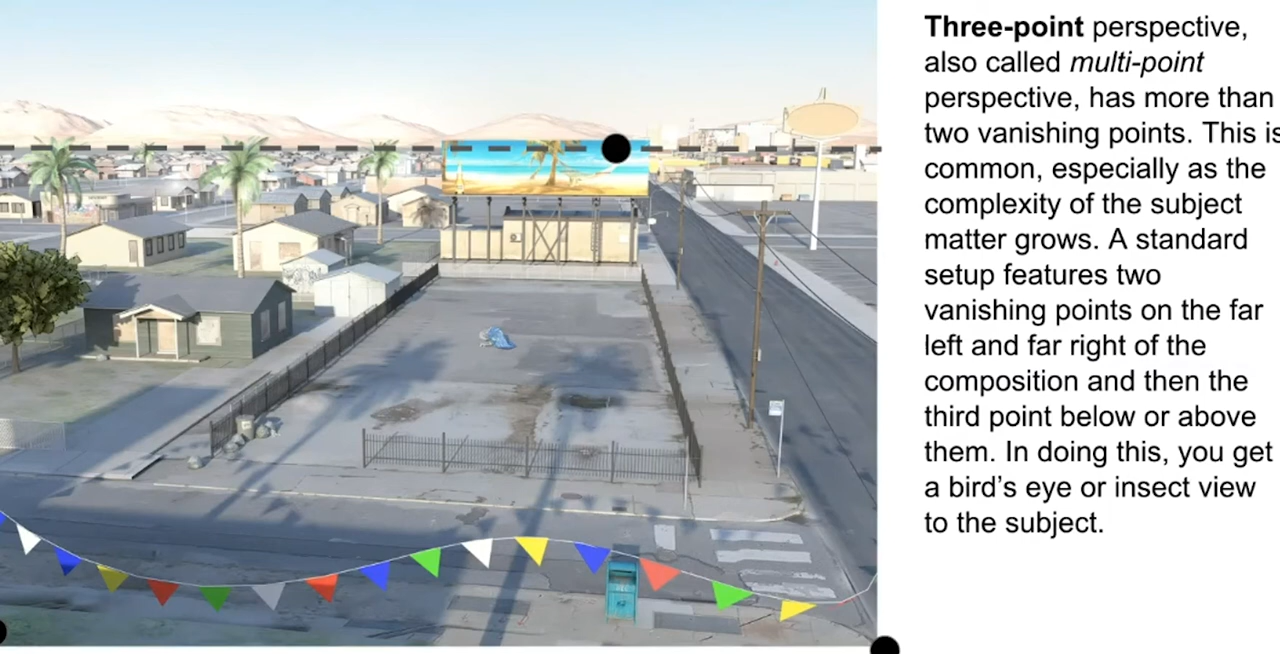 Three-point perspective,
also called multi-point
perspective, has more than
two vanishing points. This is
common, especially as the
complexity of the subject
matter grows. A standard
setup features two
vanishing points on the far
left and far right of the
composition and then the
third point below or above
them. In doing this, you get
a bird’s eye or insect view
to the subject.